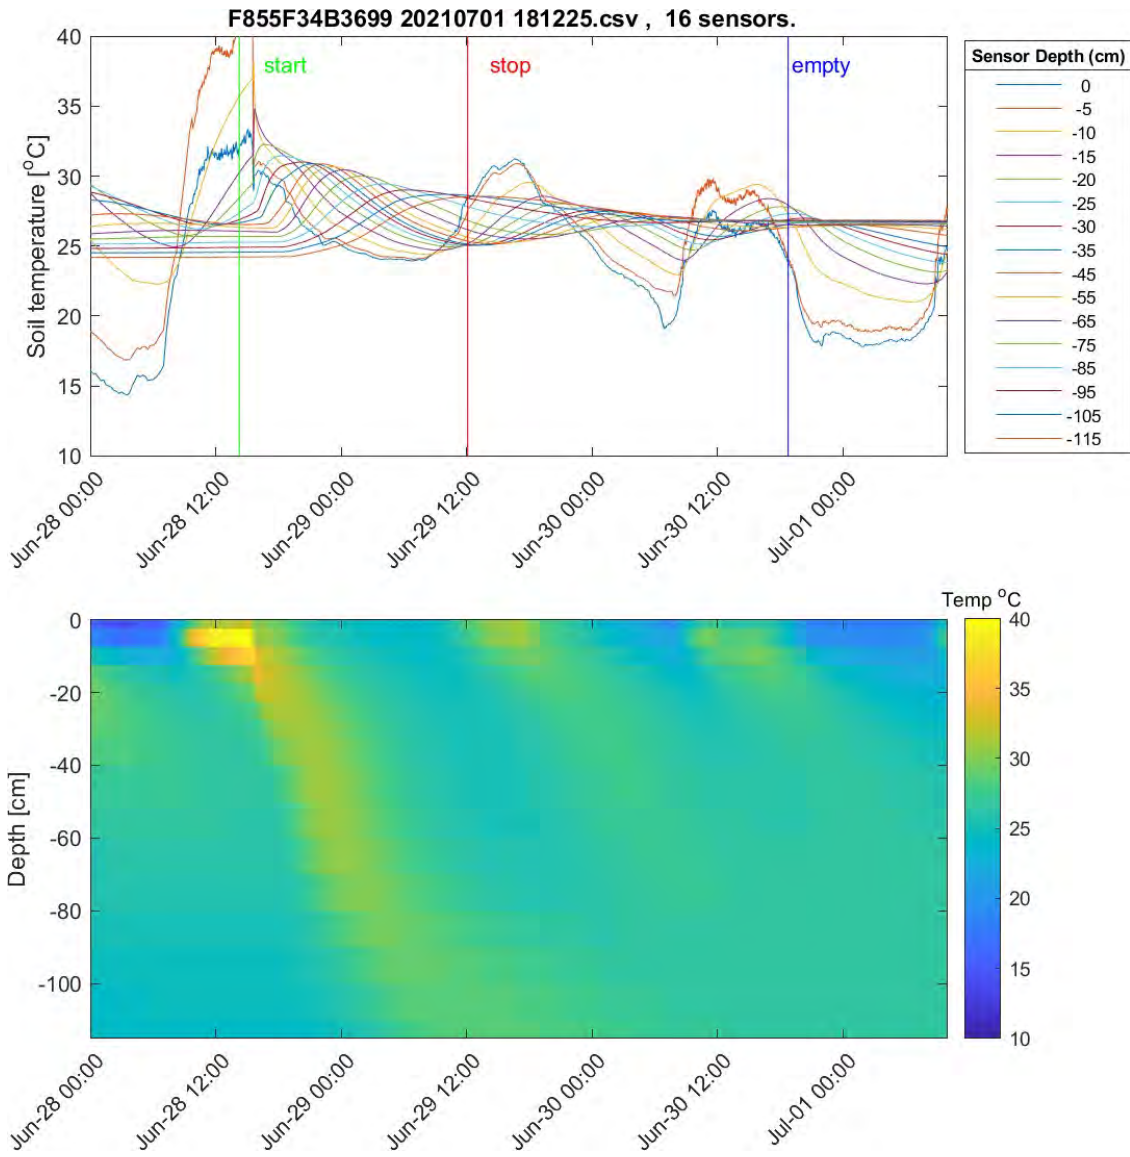 F855F34B3699 20210701 181225.csv , 16 sensors.
40
35
30
25
20
15
10
Soil temperature [°C]
start
stop
empty
Jun-28 00:00
Jun-28 12:00
Jun-29 00:00
Jun-29 12:00
Jun-30 00:00
Jun-30 12:00
Jul-01 00:00
Sensor Depth (cm)
0
-5
-10
-15
-20
-25
-30
-35
-45
-55
-65
-75
-85
-95
-105
-115
0
-20
-40
-60
-80
-100
Depth [cm]
Jun-28 00:00
Jun-28 12:00
Jun-29 00:00
Jun-29 12:00
Jun-30 00:00
Jun-30 12:00
Jul-01 00:00
Temp °C
40
35
30
25
20
15
10